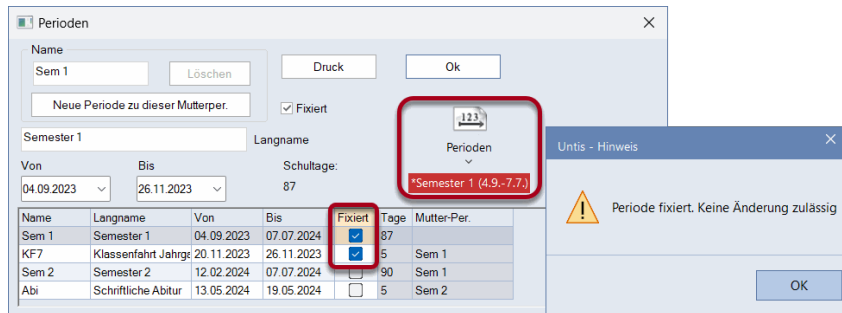 Perioden
Name
Sem 1
Löschen
Druck
Ok
Neue Periode zu dieser Mutterper.
Fixiert
123
Semester 1
Langname
Perioden
Von
Bis
Schultage:
*Semester 1 (4.9.-7.7.)
04.09.2023
26.11.2023
87
Name Langname Von Bis Fixiert Tage Mutter-Per.
Sem 1 Semester 1 04.09.2023 07.07.2024 87
KF7 Klassenfahrt Jahrga 20.11.2023 26.11.2023 5 Sem 1
Sem 2 Semester 2 12.02.2024 07.07.2024 90 Sem 1
Abi Schriftliche Abitur 13.05.2024 19.05.2024 5 Sem 2
Untis - Hinweis
Periode fixiert. Keine Änderung zulässig
OK